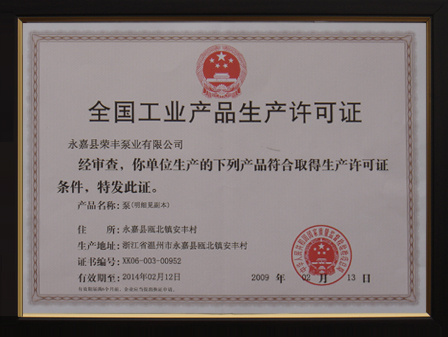 全国工业产品生产许可证
永嘉县荣丰泵业有限公司
经审查，你单位生产的下列产品符合取得生产许可证
条件，特发此证。
产品名称：泵(明细见副本)
住 所：永嘉县瓯北镇安丰村
生产地址：浙江省温州市永嘉县瓯北镇安丰村
证书编号：XK06-003-00952
有效期至：2014年02月12日
2009 年 02 月 13 日